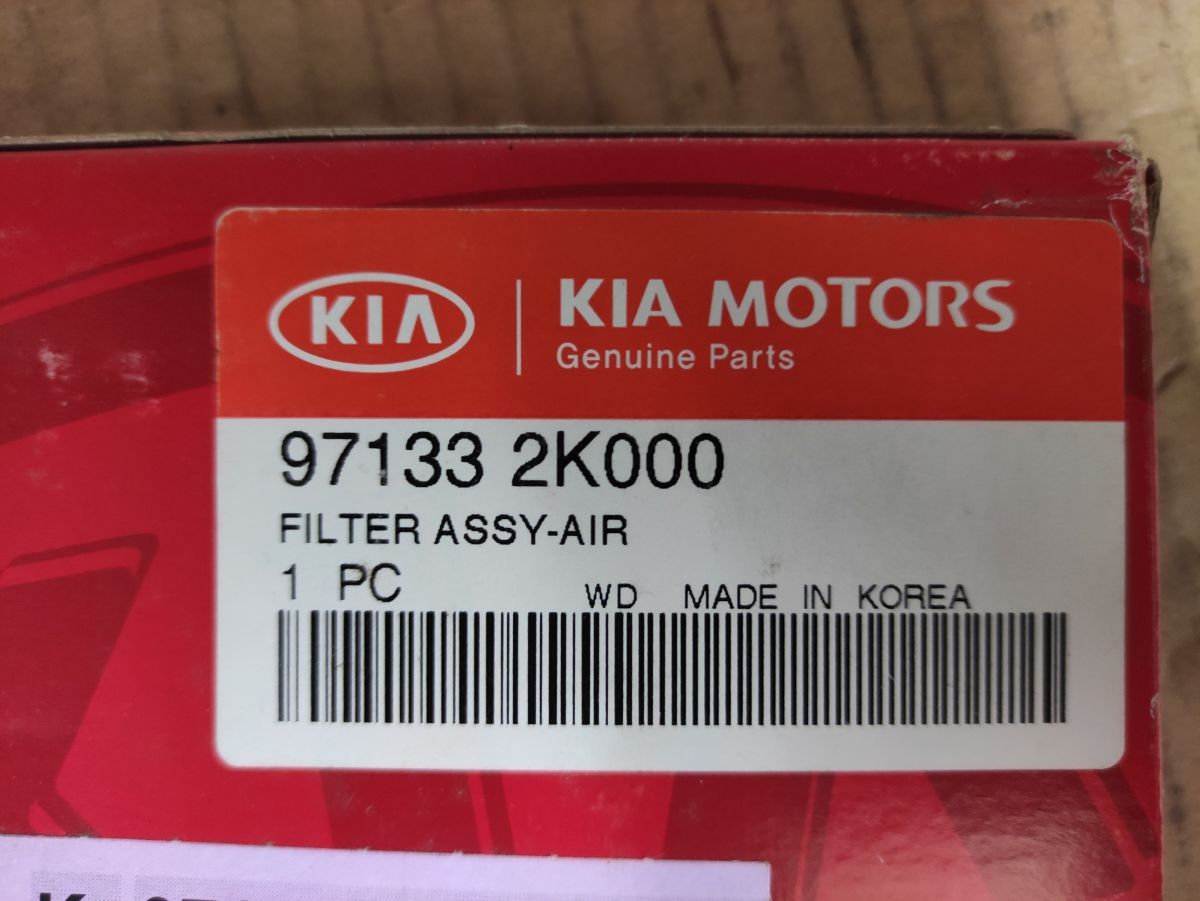 KIA
KIA MOTORS
Genuine Parts
97133 2K000
FILTER ASSY-AIR
1 PC
WD MADE IN KOREA